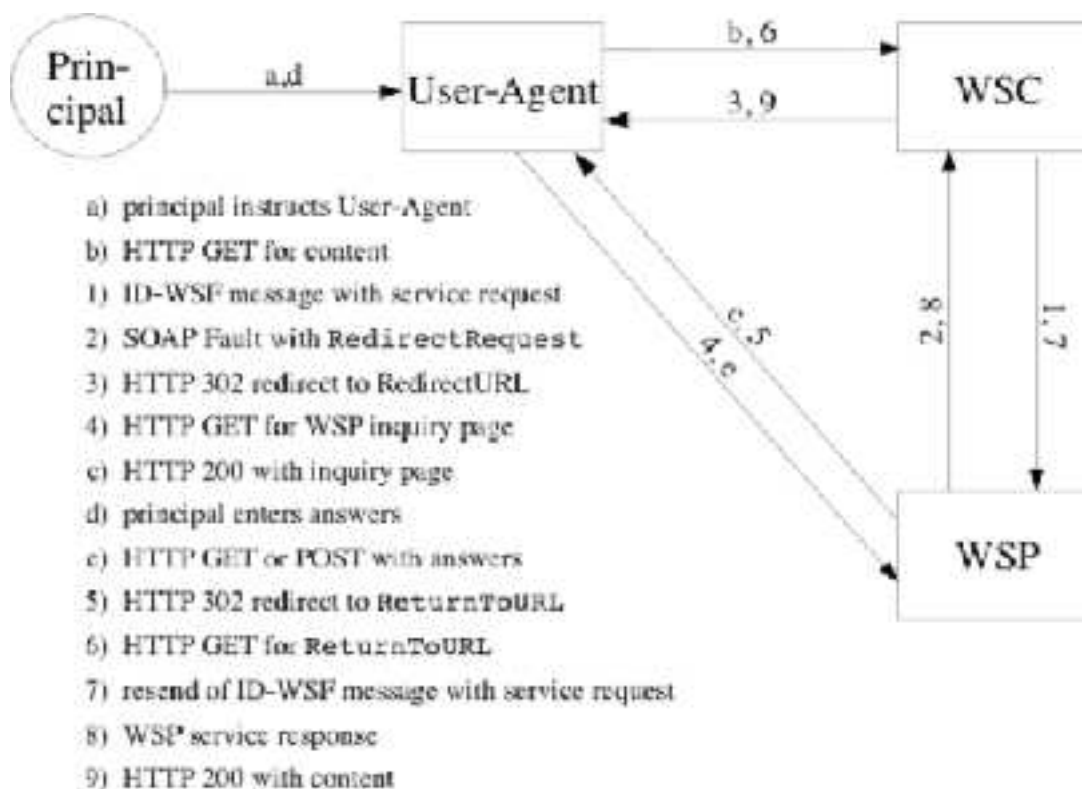 Prin-
cipal
a,d
User-Agent
b,6
3,9
WSC
c,5
4,e
2,8
1,7
WSP
a) principal instructs User-Agent
b) HTTP GET for content
1) ID-WSF message with service request
2) SOAP Fault with RedirectRequest
3) HTTP 302 redirect to RedirectURL
4) HTTP GET for WSP inquiry page
c) HTTP 200 with inquiry page
d) principal enters answers
e) HTTP GET or POST with answers
5) HTTP 302 redirect to ReturnToURL
6) HTTP GET for ReturnToURL
7) resend of ID-WSF message with service request
8) WSP service response
9) HTTP 200 with content